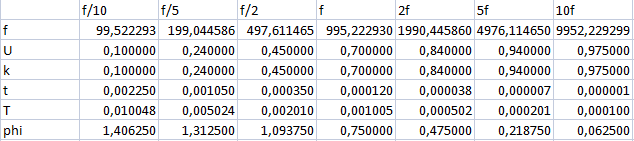 f/10 f/5 f/2 f 2f 5f 10f
f 99,522293 199,044586 497,611465 995,222930 1990,445860 4976,114650 9952,229299
U 0,100000 0,240000 0,450000 0,700000 0,840000 0,940000 0,975000
k 0,100000 0,240000 0,450000 0,700000 0,840000 0,940000 0,975000
t 0,002250 0,001050 0,000350 0,000120 0,000038 0,000007 0,000001
T 0,010048 0,005024 0,002010 0,001005 0,000502 0,000201 0,000100
phi 1,406250 1,312500 1,093750 0,750000 0,475000 0,218750 0,062500